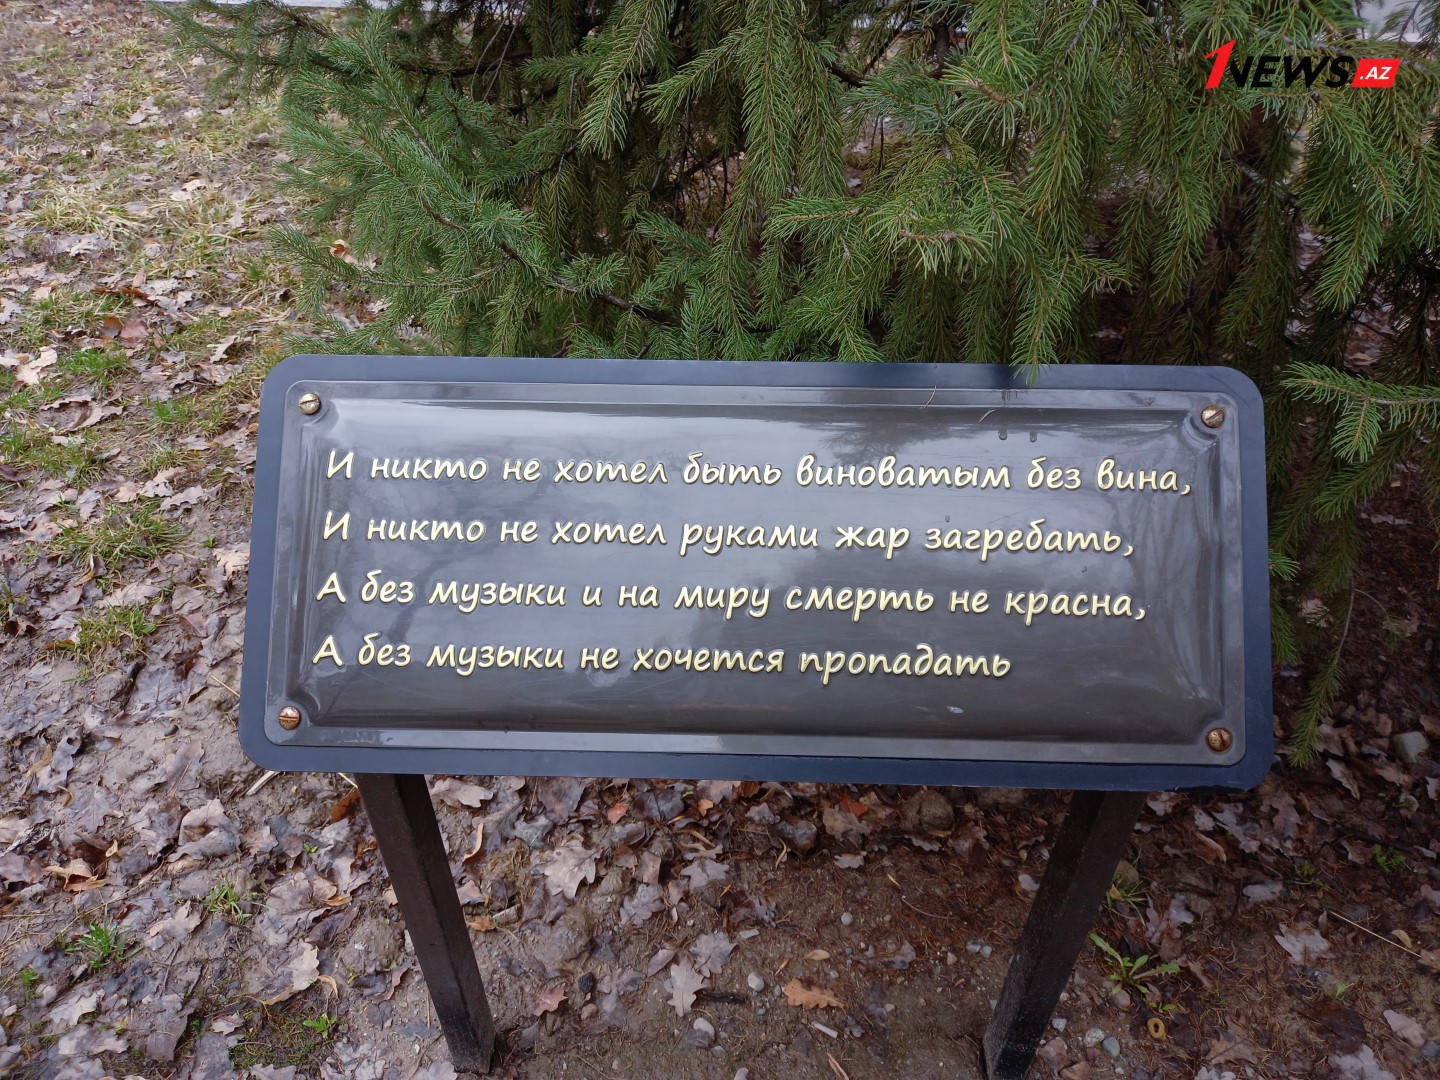 1NEWS.AZ
И никто не хотел быть виноватым без вина,
И никто не хотел руками жар загребать,
А без музыки и на миру смерть не красна,
А без музыки не хочется пропадать